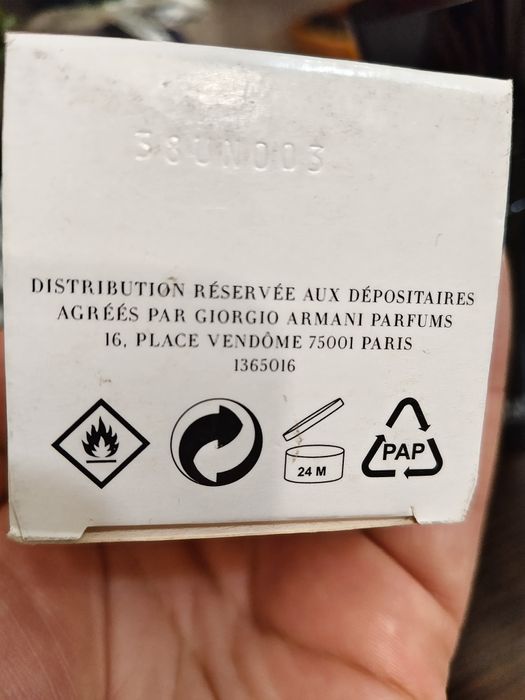 38UN003
DISTRIBUTION RÉSERVÉE AUX DÉPOSITAIRES
AGRÉÉS PAR GIORGIO ARMANI PARFUMS
16, PLACE VENDÔME 75001 PARIS
1365016
24 M
PAP